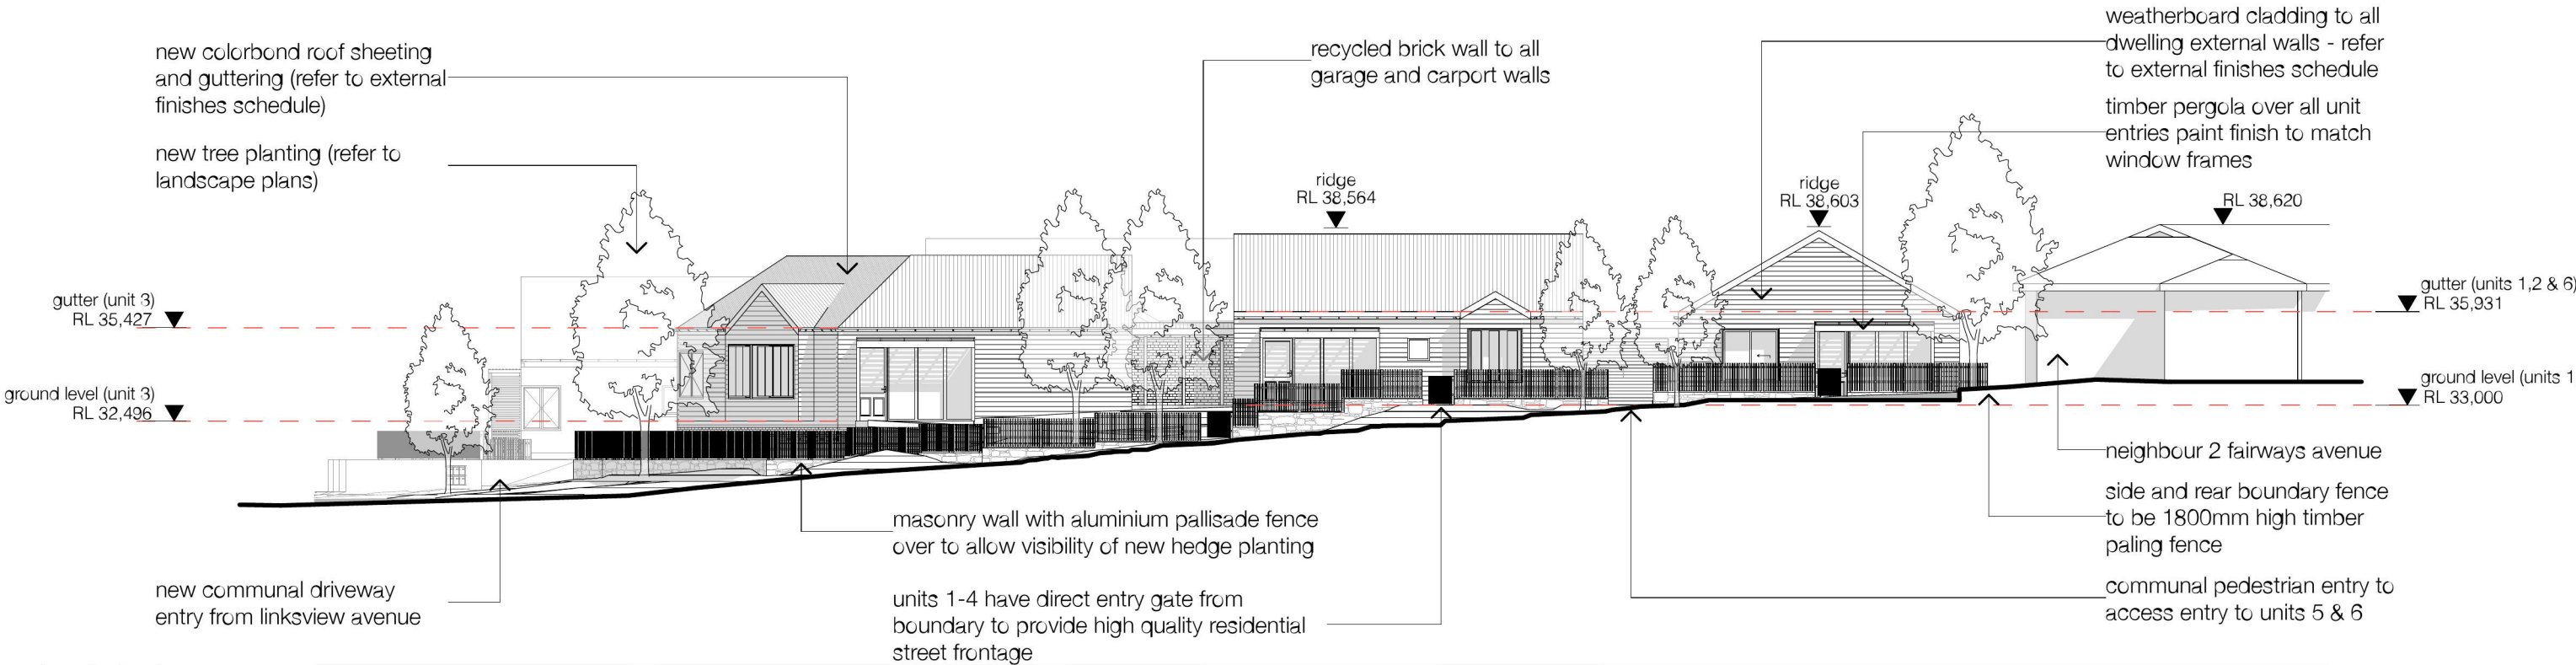 new colorbond roof sheeting
and guttering (refer to external
finishes schedule)
new tree planting (refer to
landscape plans)
recycled brick wall to all
garage and carport walls
weatherboard cladding to all
dwelling external walls - refer
to external finishes schedule
timber pergola over all unit
entries paint finish to match
window frames
ridge
RL 38,564
ridge
RL 38,603
RL 38,620
gutter (unit 3)
RL 35,427
gutter (units 1,2 & 6)
RL 35,931
ground level (unit 3)
RL 32,496
ground level (units 1
RL 33,000
neighbour 2 fairways avenue
side and rear boundary fence
to be 1800mm high timber
paling fence
masonry wall with aluminium pallisade fence
over to allow visibility of new hedge planting
new communal driveway
entry from linksview avenue
units 1-4 have direct entry gate from
boundary to provide high quality residential
street frontage
communal pedestrian entry to
access entry to units 5 & 6